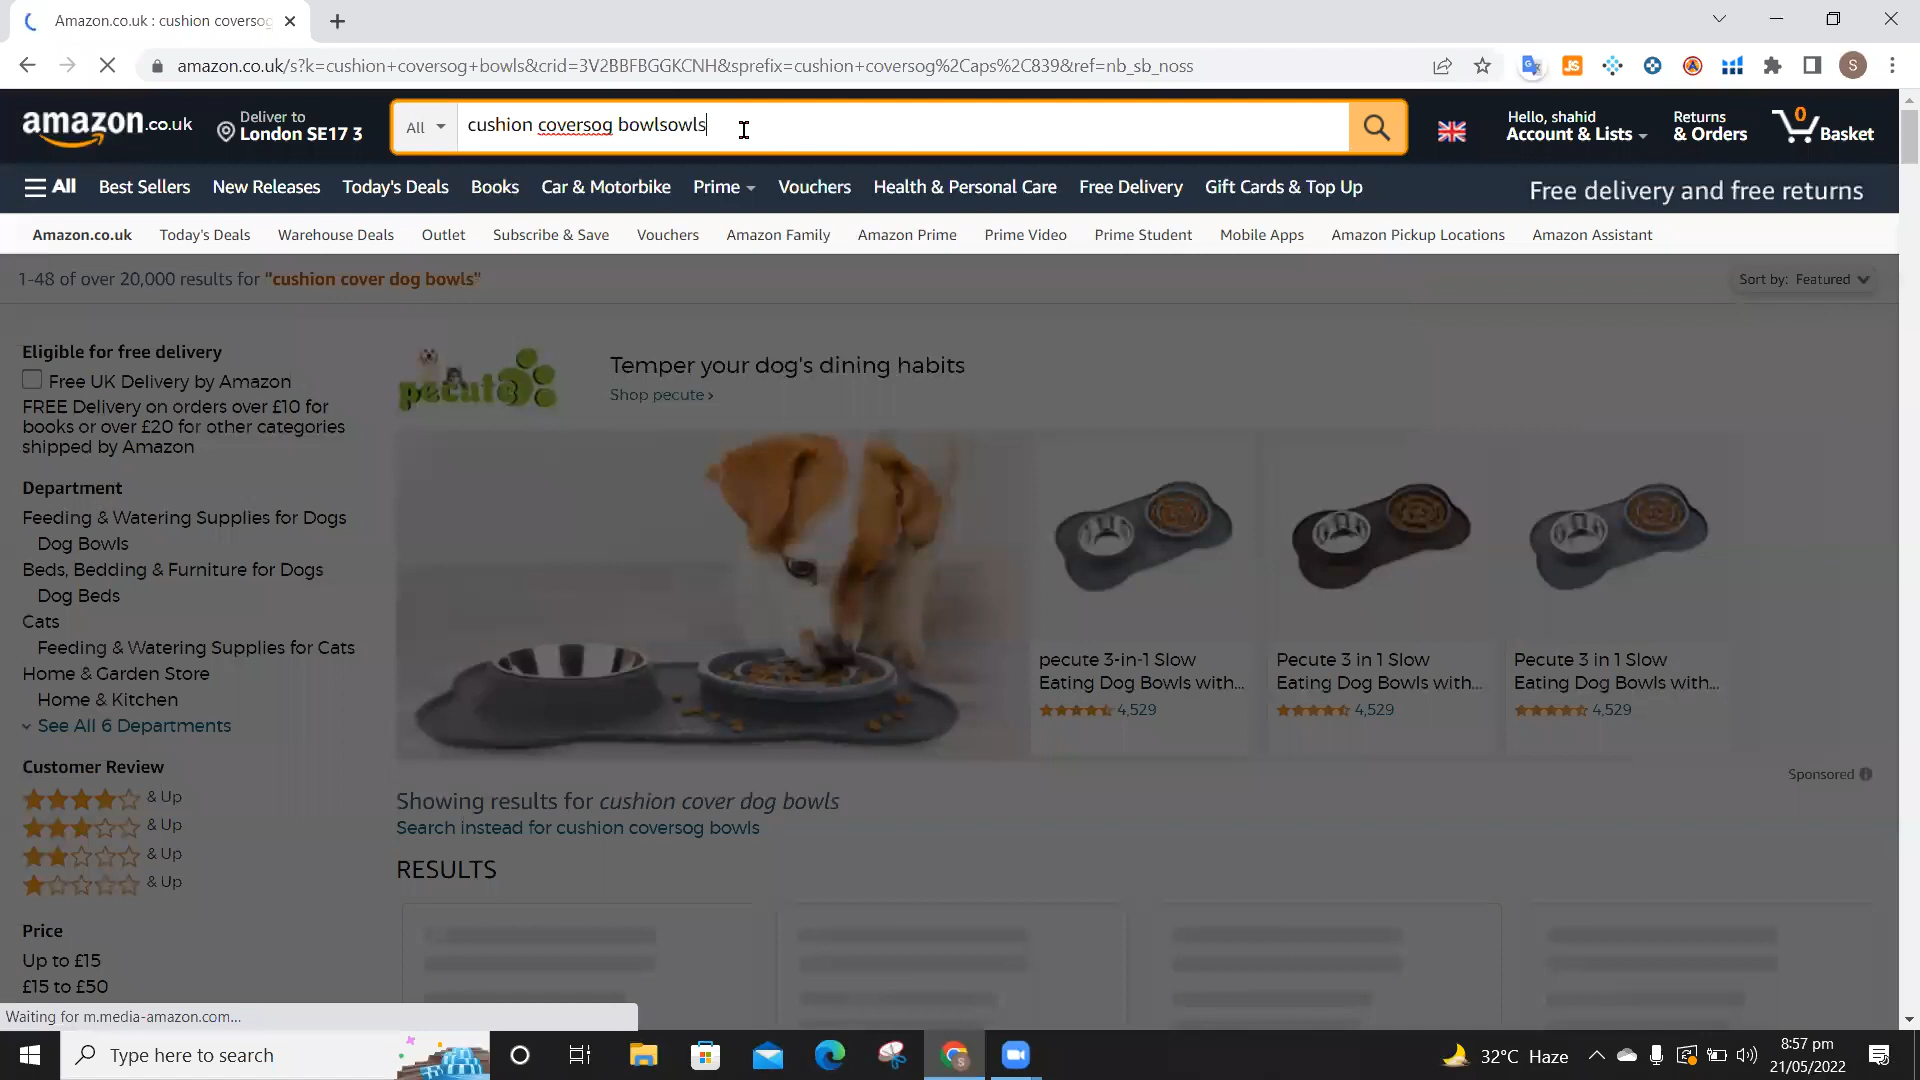 Amazon.co.uk : cushion coversog
amazon.co.uk/s?k=cushion+coversog+bowls&crid=3V2BBFBGGKCNH&sprefix=cushion+coversog%2Caps%2C839&ref=nb_sb_noss
JS
S
amazon.co.uk
Deliver to
London SE17 3
All
cushion coversog bowlsowls
Hello, shahid
Account & Lists
Returns
& Orders
0
Basket
All
Best Sellers
New Releases
Today's Deals
Books
Car & Motorbike
Prime
Vouchers
Health & Personal Care
Free Delivery
Gift Cards & Top Up
Free delivery and free returns
Amazon.co.uk
Today's Deals
Warehouse Deals
Outlet
Subscribe & Save
Vouchers
Amazon Family
Amazon Prime
Prime Video
Prime Student
Mobile Apps
Amazon Pickup Locations
Amazon Assistant
1-48 of over 20,000 results for "cushion cover dog bowls"
Sort by: Featured
Eligible for free delivery
Free UK Delivery by Amazon
FREE Delivery on orders over £10 for
books or over £20 for other categories
shipped by Amazon
Department
Feeding & Watering Supplies for Dogs
Dog Bowls
Beds, Bedding & Furniture for Dogs
Dog Beds
Cats
Feeding & Watering Supplies for Cats
Home & Garden Store
Home & Kitchen
See All 6 Departments
Customer Review
& Up
& Up
& Up
& Up
Price
Up to £15
£15 to £50
pecute
Temper your dog's dining habits
Shop pecute ›
pecute 3-in-1 Slow
Eating Dog Bowls with...
4,529
Pecute 3 in 1 Slow
Eating Dog Bowls with...
4,529
Pecute 3 in 1 Slow
Eating Dog Bowls with...
4,529
Sponsored
Showing results for cushion cover dog bowls
Search instead for cushion coversog bowls
RESULTS
Waiting for m.media-amazon.com...
Type here to search
32°C Haze
8:57 pm
21/05/2022